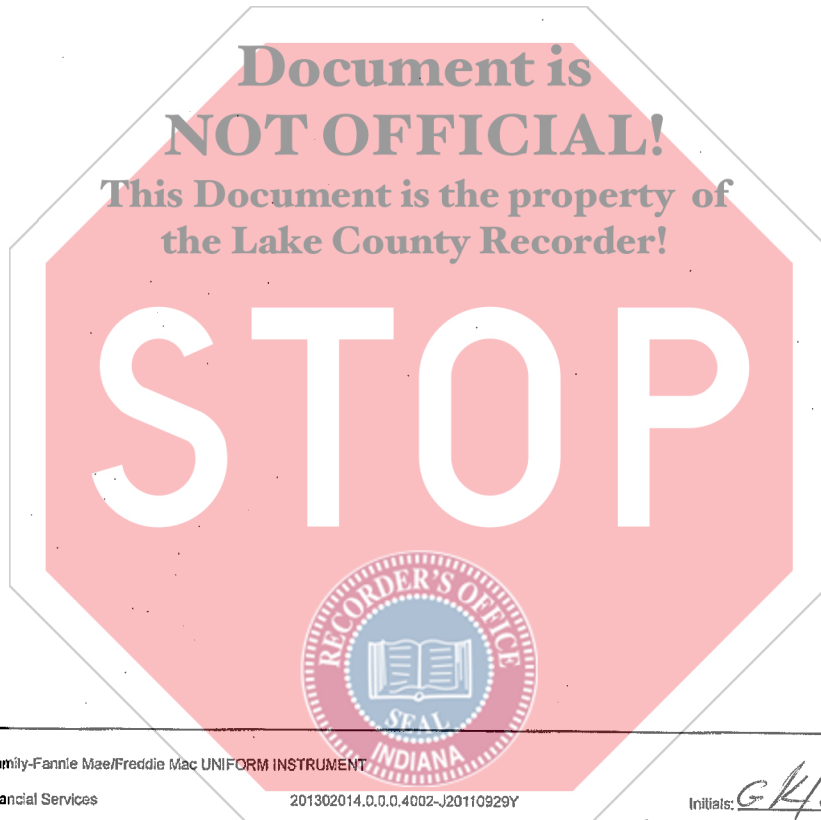 Document is
NOT OFFICIAL!
This Document is the property of
the Lake County Recorder!
STOP
RECORDER'S OFFICE
SEAL
INDIANA
mily-Fannie Mae/Freddie Mac UNIFORM INSTRUMENT
ancial Services 201302014.0.0.0.4002-J20110929Y Initials: